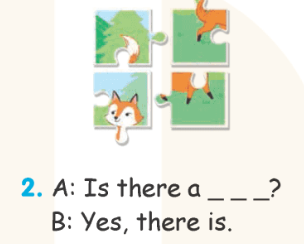 2. A: Is there a _ _ _?
B: Yes, there is.